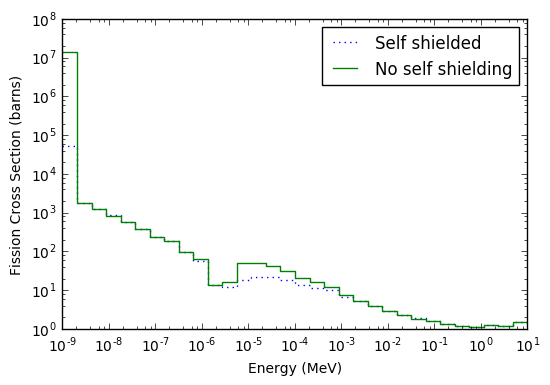 10^8
10^7
10^6
10^5
10^4
10^3
10^2
10^1
10^0
Fission Cross Section (barns)
Self shielded
No self shielding
10^-9 10^-8 10^-7 10^-6 10^-5 10^-4 10^-3 10^-2 10^-1 10^0 10^1
Energy (MeV)